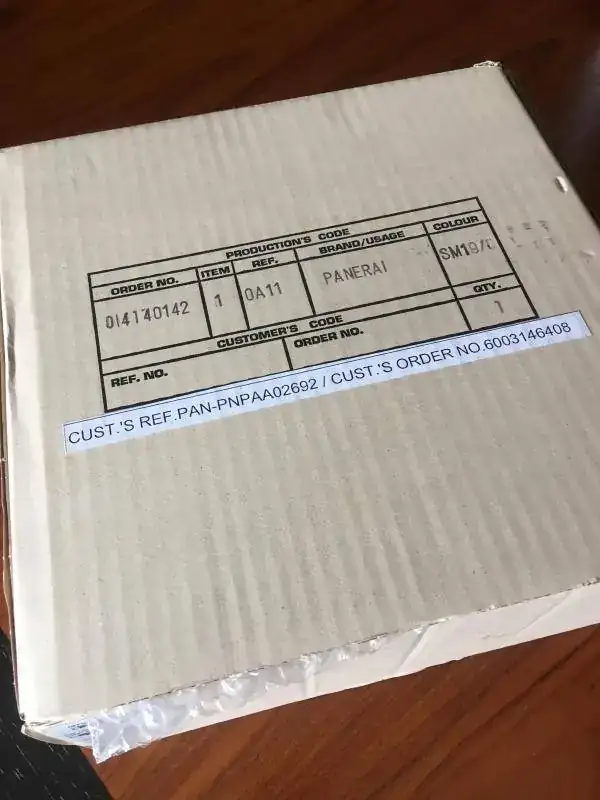 PRODUCTION'S CODE
ORDER NO. ITEM REF. BRAND/USAGE COLOUR
014140142 1 0A11 PANERAI SM1970
CUSTOMER'S CODE QTY.
REF. NO. ORDER NO. 1
CUST.'S REF.PAN-PNPAA02692 / CUST.'S ORDER NO.6003146408